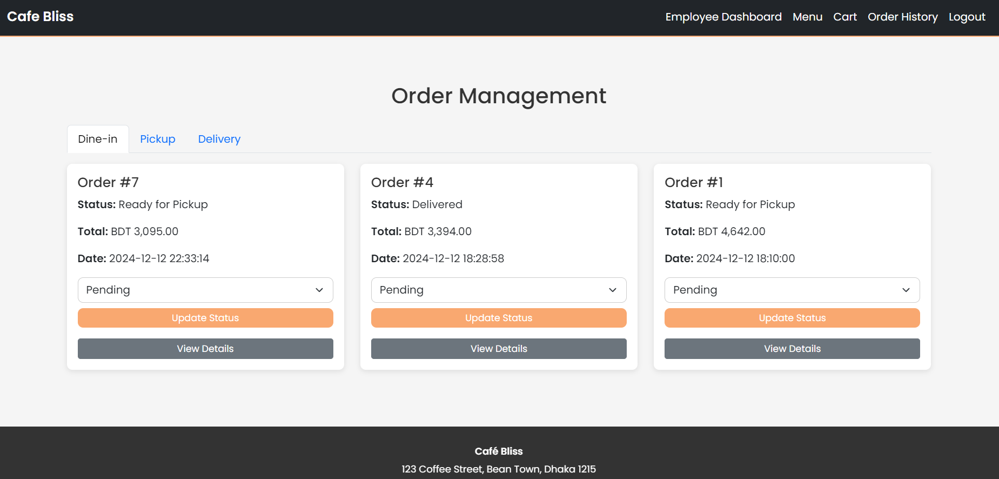 Cafe Bliss
Employee Dashboard Menu Cart Order History Logout
Order Management
Dine-in Pickup Delivery
Order #7
Status: Ready for Pickup
Total: BDT 3,095.00
Date: 2024-12-12 22:33:14
Pending
Update Status
View Details
Order #4
Status: Delivered
Total: BDT 3,394.00
Date: 2024-12-12 18:28:58
Pending
Update Status
View Details
Order #1
Status: Ready for Pickup
Total: BDT 4,642.00
Date: 2024-12-12 18:10:00
Pending
Update Status
View Details
Café Bliss
123 Coffee Street, Bean Town, Dhaka 1215